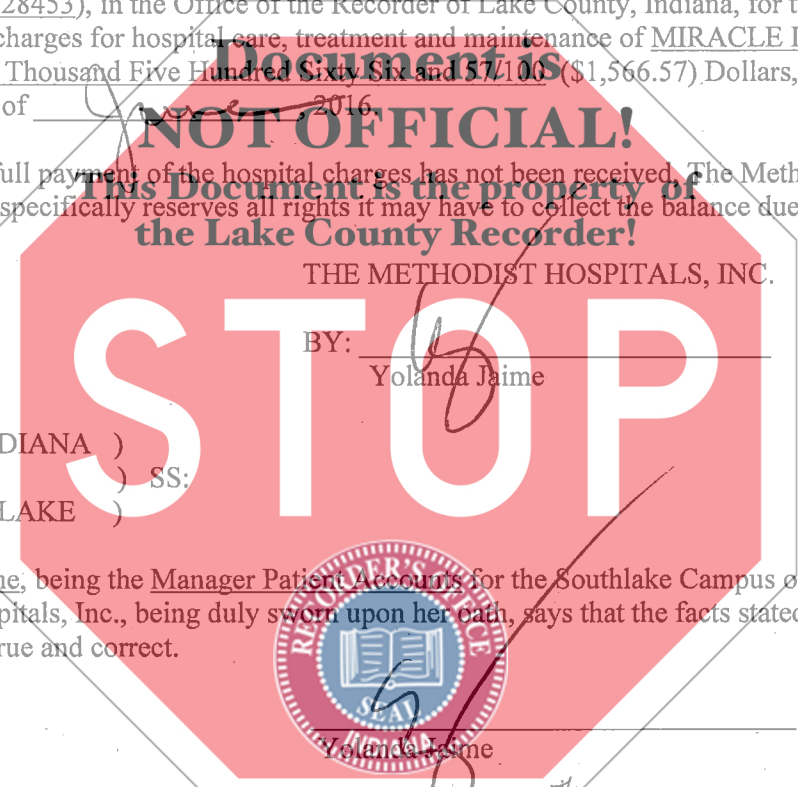 28453), in the Office of the Recorder of Lake County, Indiana, for t
charges for hospital care, treatment and maintenance of MIRACLE
Thousand Five Hundred Sixty Six and 57/100 ($1,566.57) Dollars,
Document is
of June, 2016.
NOT OFFICIAL!
full payment of the hospital charges has not been received, The Meth
This Document is the property of
specifically reserves all rights it may have to collect the balance due
the Lake County Recorder!
THE METHODIST HOSPITALS, INC.
STOP
BY:
Yolanda Jaime
DIANA )
) SS:
LAKE )
ne, being the Manager Patient Accounts for the Southlake Campus o
pitals, Inc., being duly sworn upon her oath, says that the facts stated
rue and correct.
RECORDER'S OFFICE
SEAL
INDIANA
Yolanda Jaime